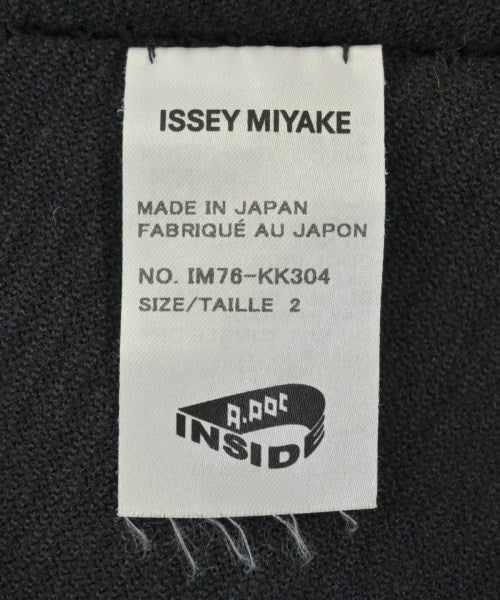 ISSEY MIYAKE
MADE IN JAPAN
FABRIQUÉ AU JAPON
NO. IM76-KK304
SIZE/TAILLE 2
A-POC
INSIDE